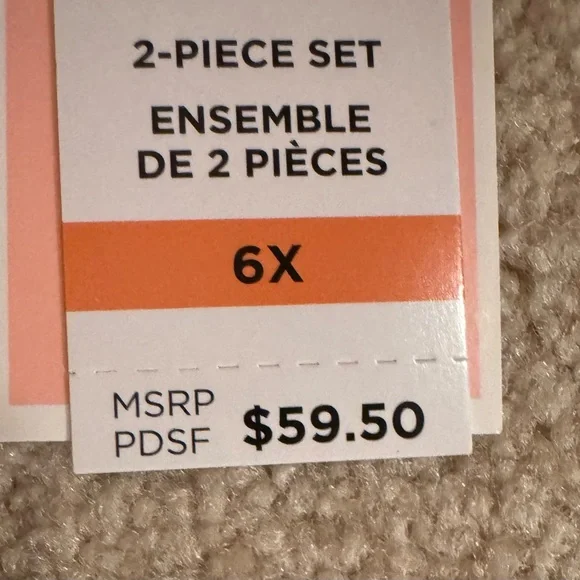 2-PIECE SET
ENSEMBLE
DE 2 PIÈCES
6X
MSRP
PDSF
$59.50